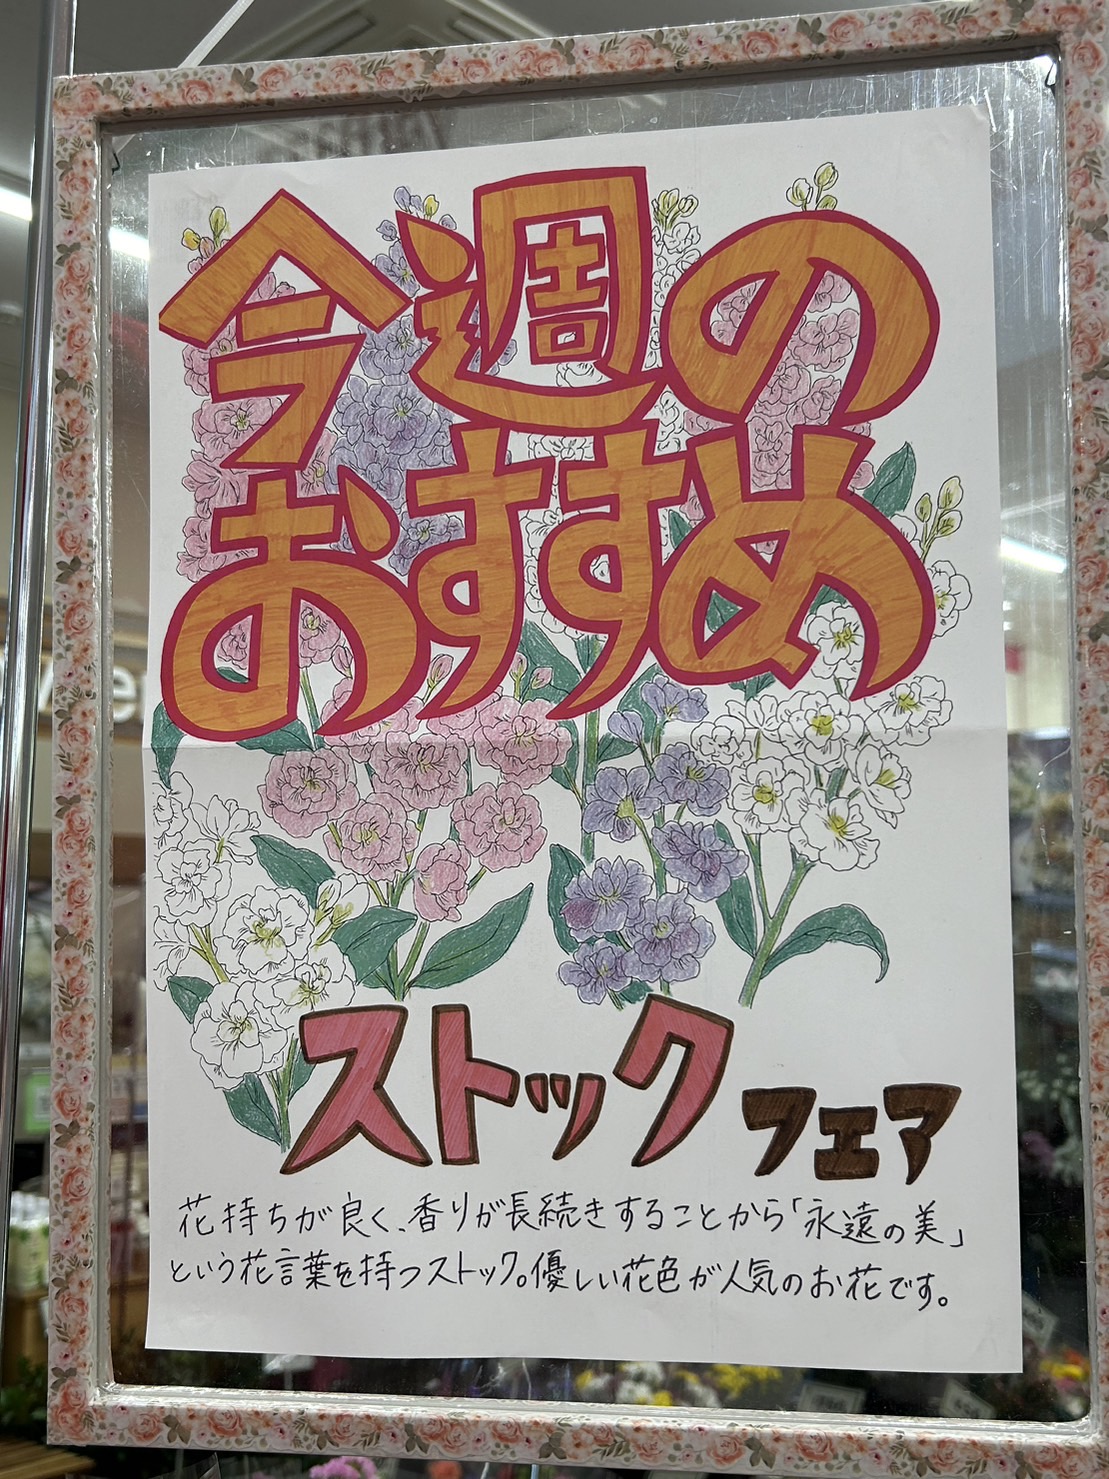 今週の
おすすめ
ストック フェア
花持ちが良く、香りが長続きすることから「永遠の美」
という花言葉を持つストック。優しい花色が人気のお花です。